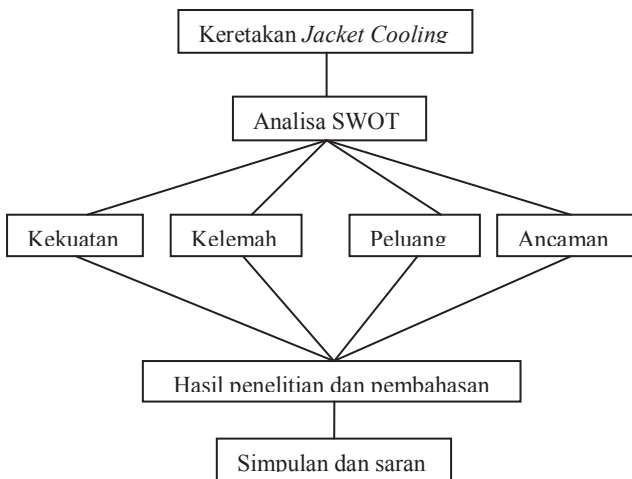 Keretakan Jacket Cooling
Analisa SWOT
Kekuatan
Kelemah
Peluang
Ancaman
Hasil penelitian dan pembahasan
Simpulan dan saran